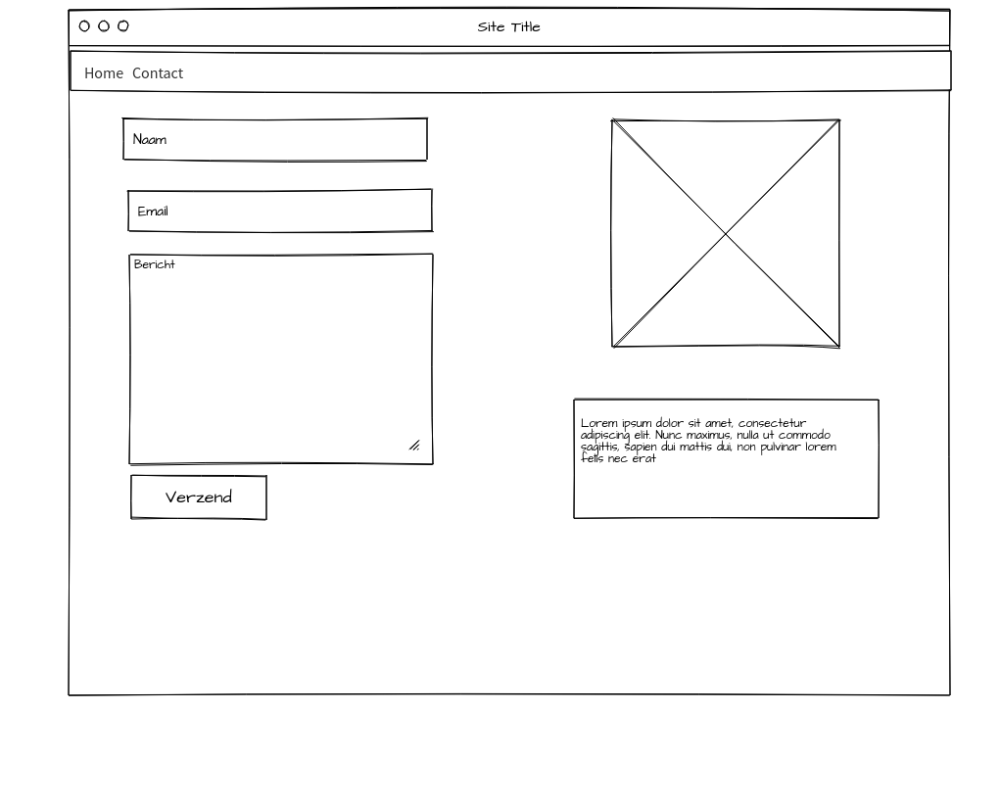 Site Title
Home Contact
Naam
Email
Bericht
Verzend
Lorem ipsum dolor sit amet, consectetur
adipiscing elit. Nunc maximus, nulla ut commodo
sagittis, sapien dui mattis dui, non pulvinar lorem
felis nec erat